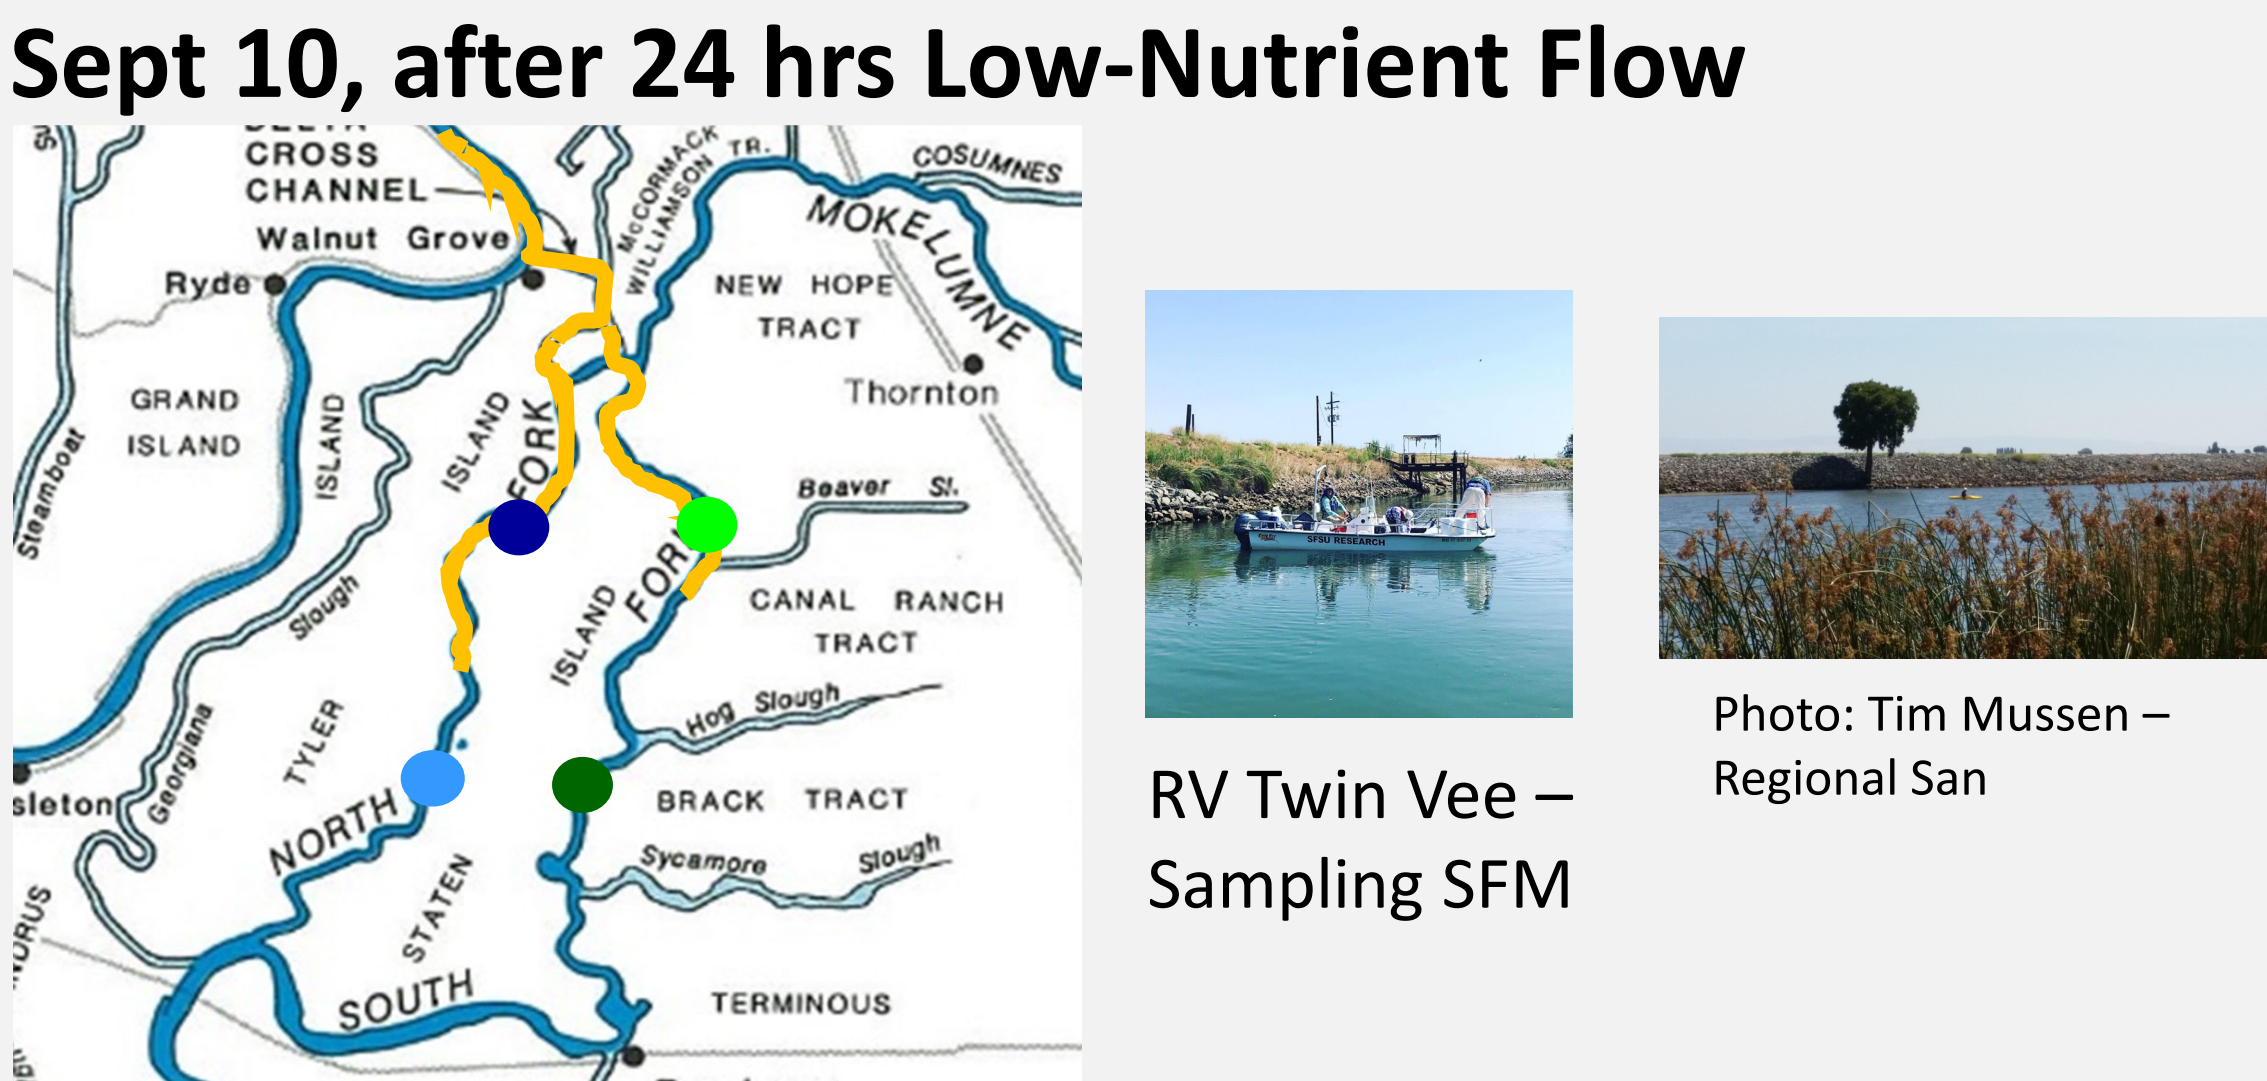 Sept 10, after 24 hrs Low-Nutrient Flow
DELTA
CROSS
CHANNEL
Walnut Grove
Ryde
McCORMACK
WILLIAMSON
TR.
COSUMNES
MOKELUMNE
NEW HOPE
TRACT
Thornton
GRAND
ISLAND
ISLAND
ISLAND
FORK
Steamboat
Beaver Sl.
Slough
ISLAND
FORK
CANAL RANCH
TRACT
Hog Slough
Georgiana
TYLER
sleton
NORTH
BRACK TRACT
Sycamore Slough
STATEN
SOUTH
TERMINOUS
SFSU RESEARCH
RV Twin Vee –
Sampling SFM
Photo: Tim Mussen –
Regional San